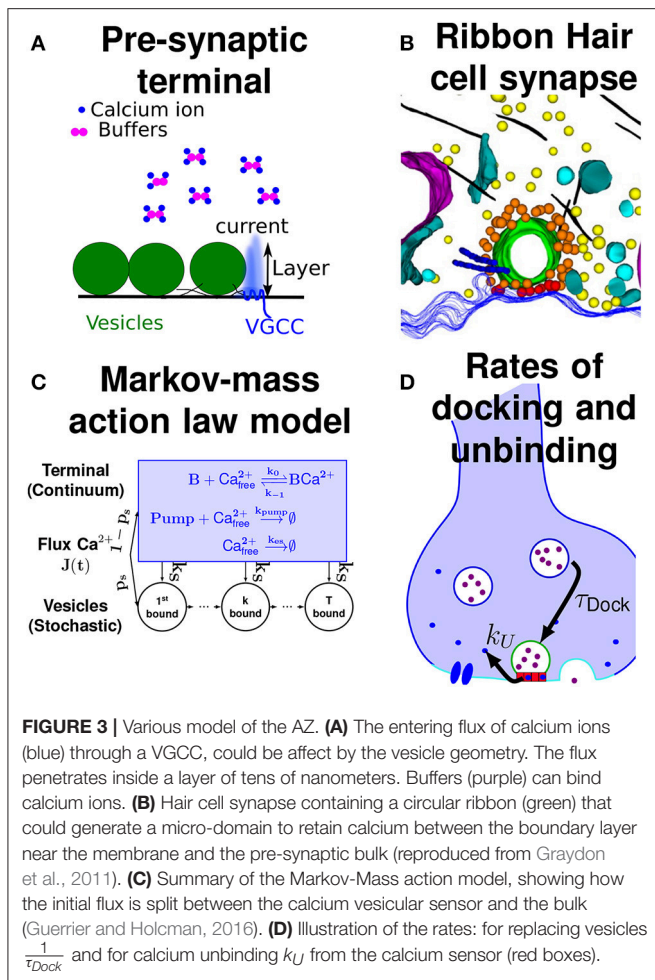 A
Pre-synaptic
terminal
Calcium ion
Buffers
current
Layer
Vesicles
VGCC
B
Ribbon Hair
cell synapse
C
Markov-mass
action law model
Terminal
(Continuum)
B + Ca²⁺free k₀ ⇌ k₋₁ BCa²⁺
Pump + Ca²⁺free kpump → ∅
Ca²⁺free kes → ∅
Flux Ca²⁺
J(t)
1 − pₛ
pₛ
kS
kS
kS
Vesicles
(Stochastic)
1ˢᵗ
bound
...
k
bound
...
T
bound
D
Rates of
docking and
unbinding
τDock
kU
FIGURE 3 | Various model of the AZ. (A) The entering flux of calcium ions
(blue) through a VGCC, could be affect by the vesicle geometry. The flux
penetrates inside a layer of tens of nanometers. Buffers (purple) can bind
calcium ions. (B) Hair cell synapse containing a circular ribbon (green) that
could generate a micro-domain to retain calcium between the boundary layer
near the membrane and the pre-synaptic bulk (reproduced from Graydon
et al., 2011). (C) Summary of the Markov-Mass action model, showing how
the initial flux is split between the calcium vesicular sensor and the bulk
(Guerrier and Holcman, 2016). (D) Illustration of the rates: for replacing vesicles
1/τDock and for calcium unbinding kU from the calcium sensor (red boxes).